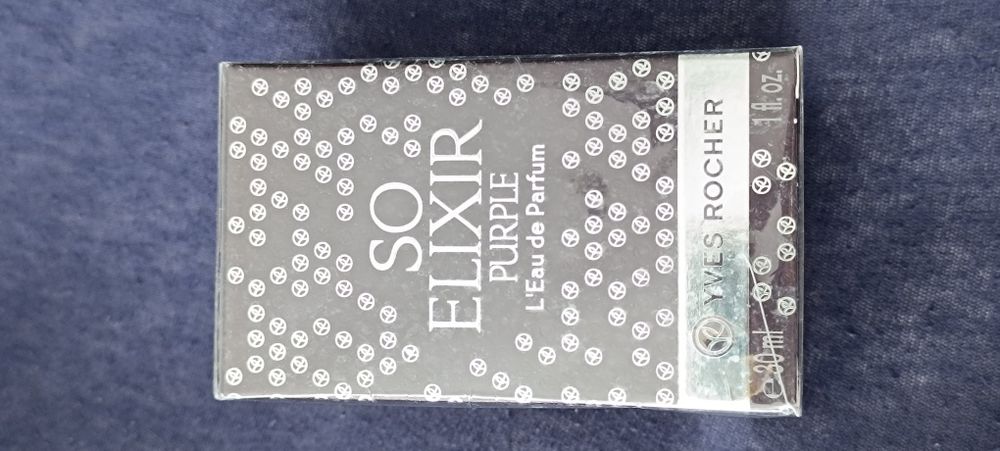 SO
ELIXIR
PURPLE
L'Eau de Parfum
YVES ROCHER
e 30 ml 1 fl. oz.